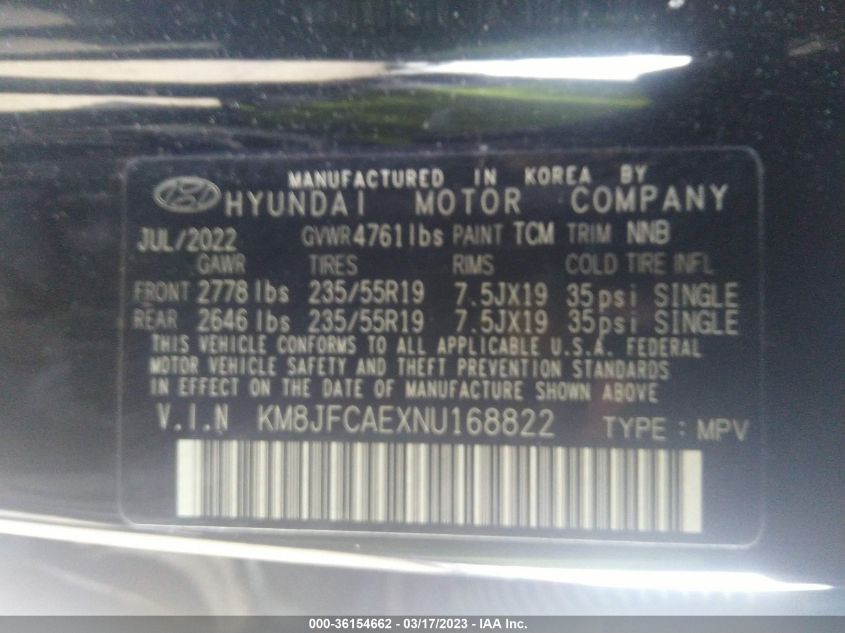 MANUFACTURED IN KOREA BY
HYUNDAI MOTOR COMPANY
JUL/2022 GVWR4761lbs PAINT TCM TRIM NNB
GAWR TIRES RIMS COLD TIRE INFL
FRONT 2778 lbs 235/55R19 7.5JX19 35psi SINGLE
REAR 2646 lbs 235/55R19 7.5JX19 35psi SINGLE
THIS VEHICLE CONFORMS TO ALL APPLICABLE U.S.A. FEDERAL
MOTOR VEHICLE SAFETY AND THEFT PREVENTION STANDARDS
IN EFFECT ON THE DATE OF MANUFACTURE SHOWN ABOVE
V.I.N KM8JFCAEXNU168822 TYPE : MPV
000-36154662 - 03/17/2023 - IAA Inc.